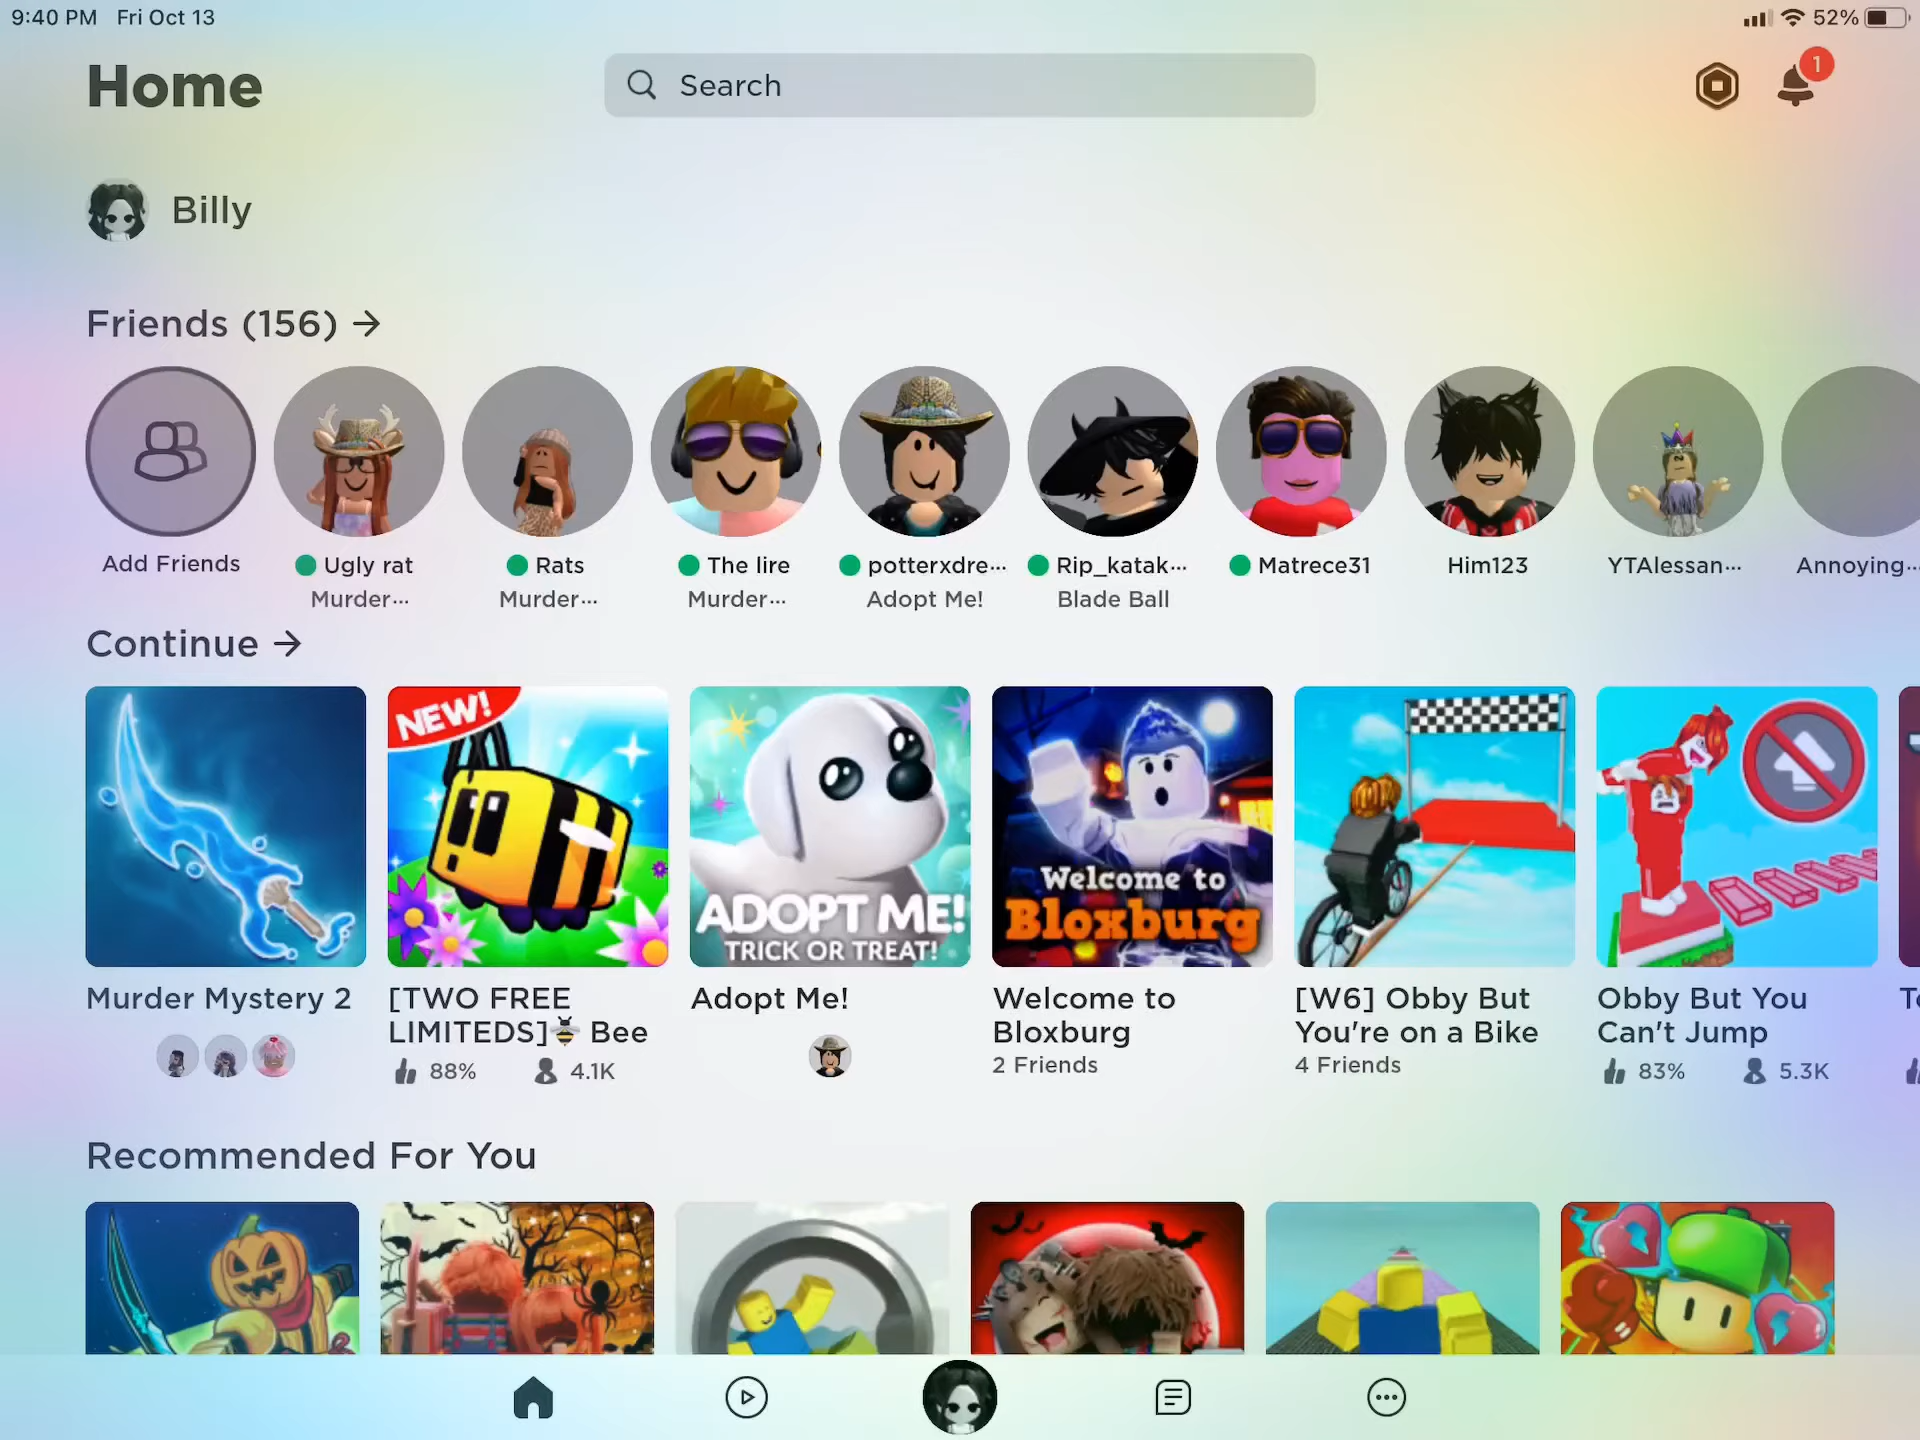 9:40 PM Fri Oct 13
52%
Home
Search
1
Billy
Friends (156) →
Add Friends
Ugly rat
Murder...
Rats
Murder...
The lire
Murder...
potterxdre...
Adopt Me!
Rip_katak...
Blade Ball
Matrece31
Him123
YTAlessan...
Annoying...
Continue →
NEW!
ADOPT ME!
TRICK OR TREAT!
Welcome to
Bloxburg
Murder Mystery 2
[TWO FREE
LIMITEDS]🐝 Bee
88% 4.1K
Adopt Me!
Welcome to
Bloxburg
2 Friends
[W6] Obby But
You're on a Bike
4 Friends
Obby But You
Can't Jump
83% 5.3K
Recommended For You